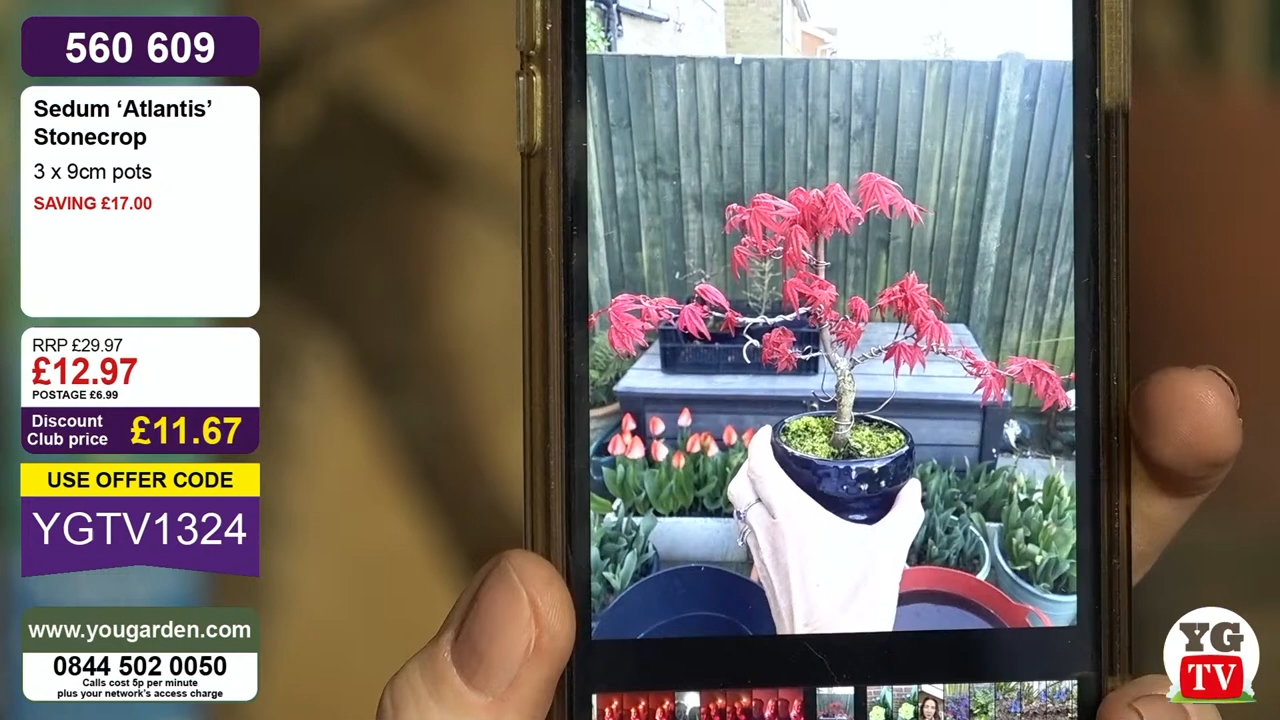 560 609
Sedum ‘Atlantis’
Stonecrop
3 x 9cm pots
SAVING £17.00
RRP £29.97
£12.97
POSTAGE £6.99
Discount
Club price
£11.67
USE OFFER CODE
YGTV1324
www.yougarden.com
0844 502 0050
Calls cost 5p per minute
plus your network's access charge
YG
TV